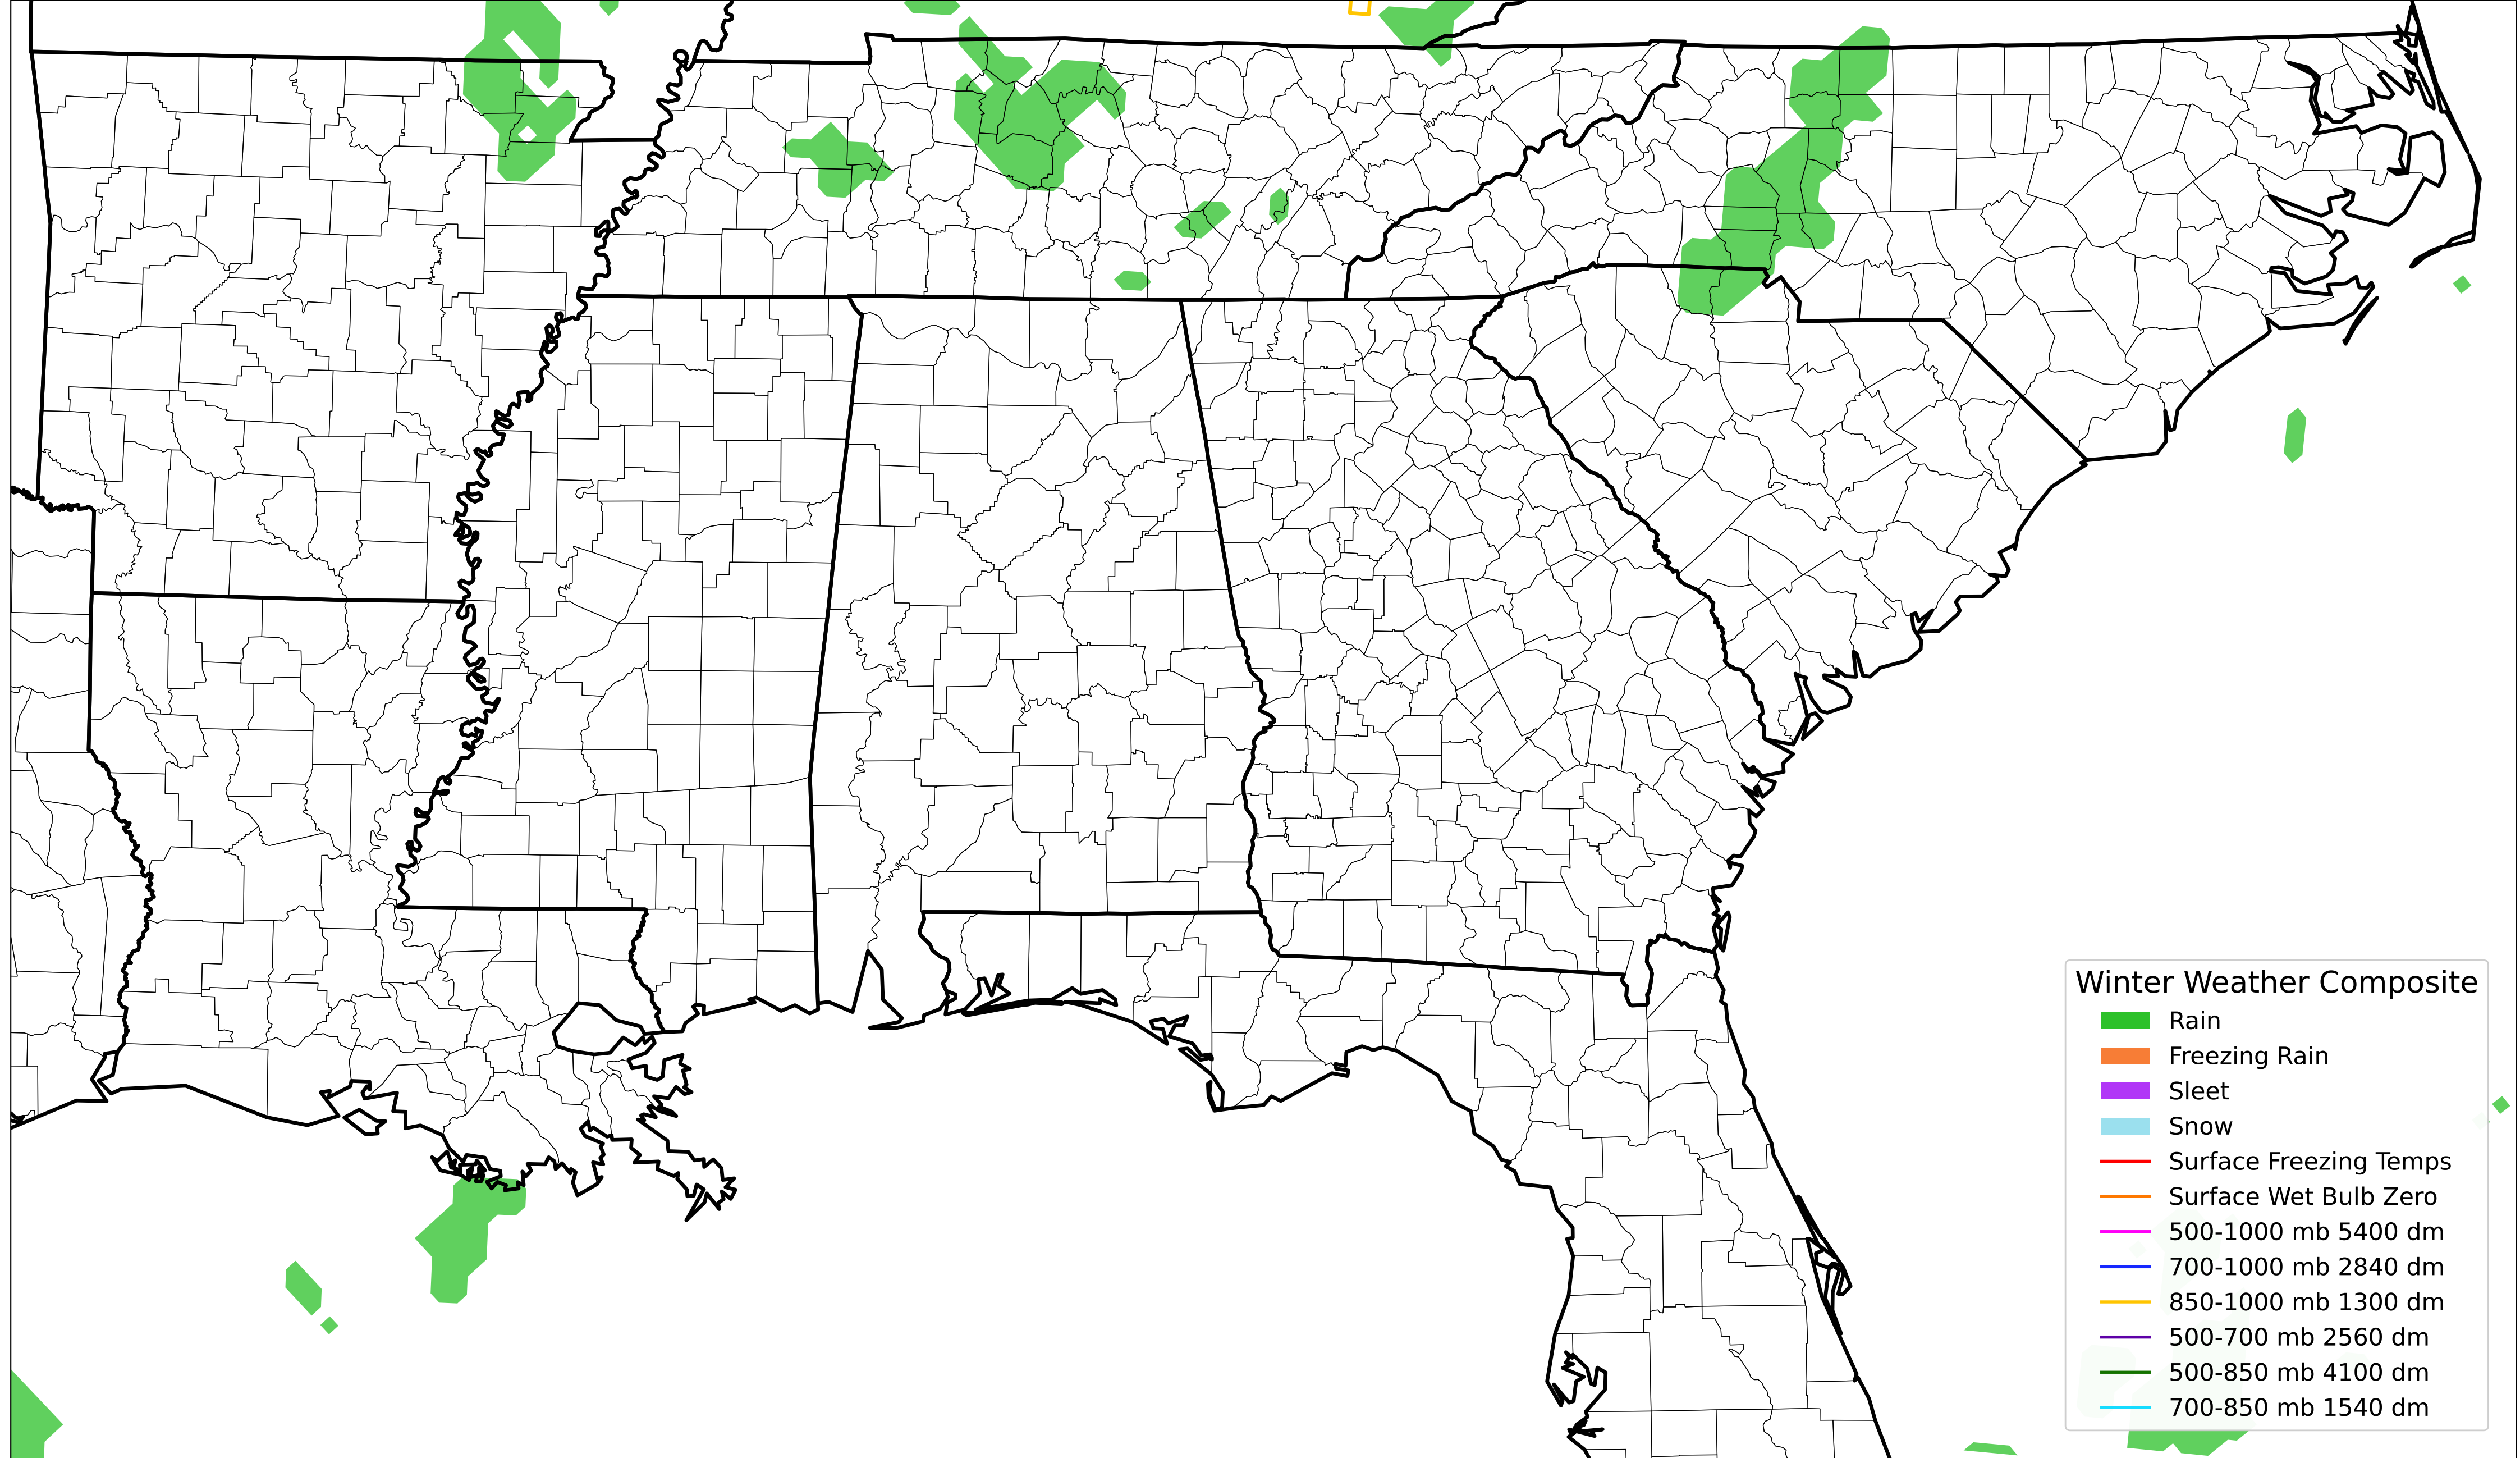 Winter Weather Composite
Rain
Freezing Rain
Sleet
Snow
Surface Freezing Temps
Surface Wet Bulb Zero
500-1000 mb 5400 dm
700-1000 mb 2840 dm
850-1000 mb 1300 dm
500-700 mb 2560 dm
500-850 mb 4100 dm
700-850 mb 1540 dm